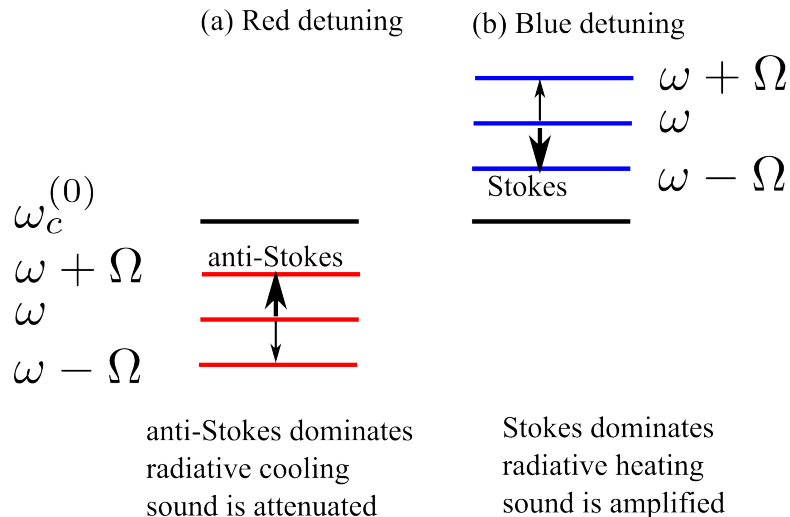 (a) Red detuning
(b) Blue detuning
ω + Ω
ω
ω − Ω
Stokes
ω_c^{(0)}
anti-Stokes
ω + Ω
ω
ω − Ω
anti-Stokes dominates
radiative cooling
sound is attenuated
Stokes dominates
radiative heating
sound is amplified